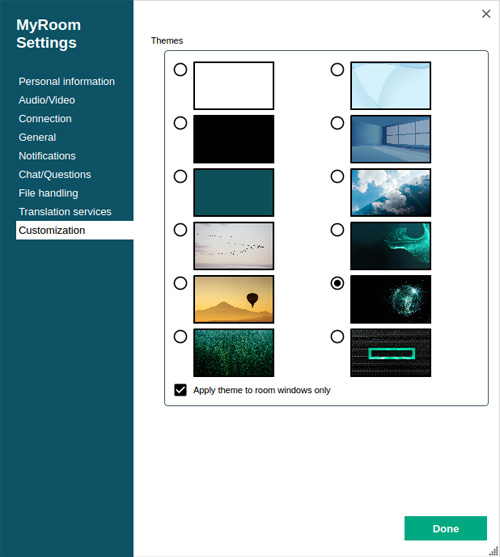 MyRoom
Settings
Personal information
Audio/Video
Connection
General
Notifications
Chat/Questions
File handling
Translation services
Customization
Themes
Apply theme to room windows only
Done